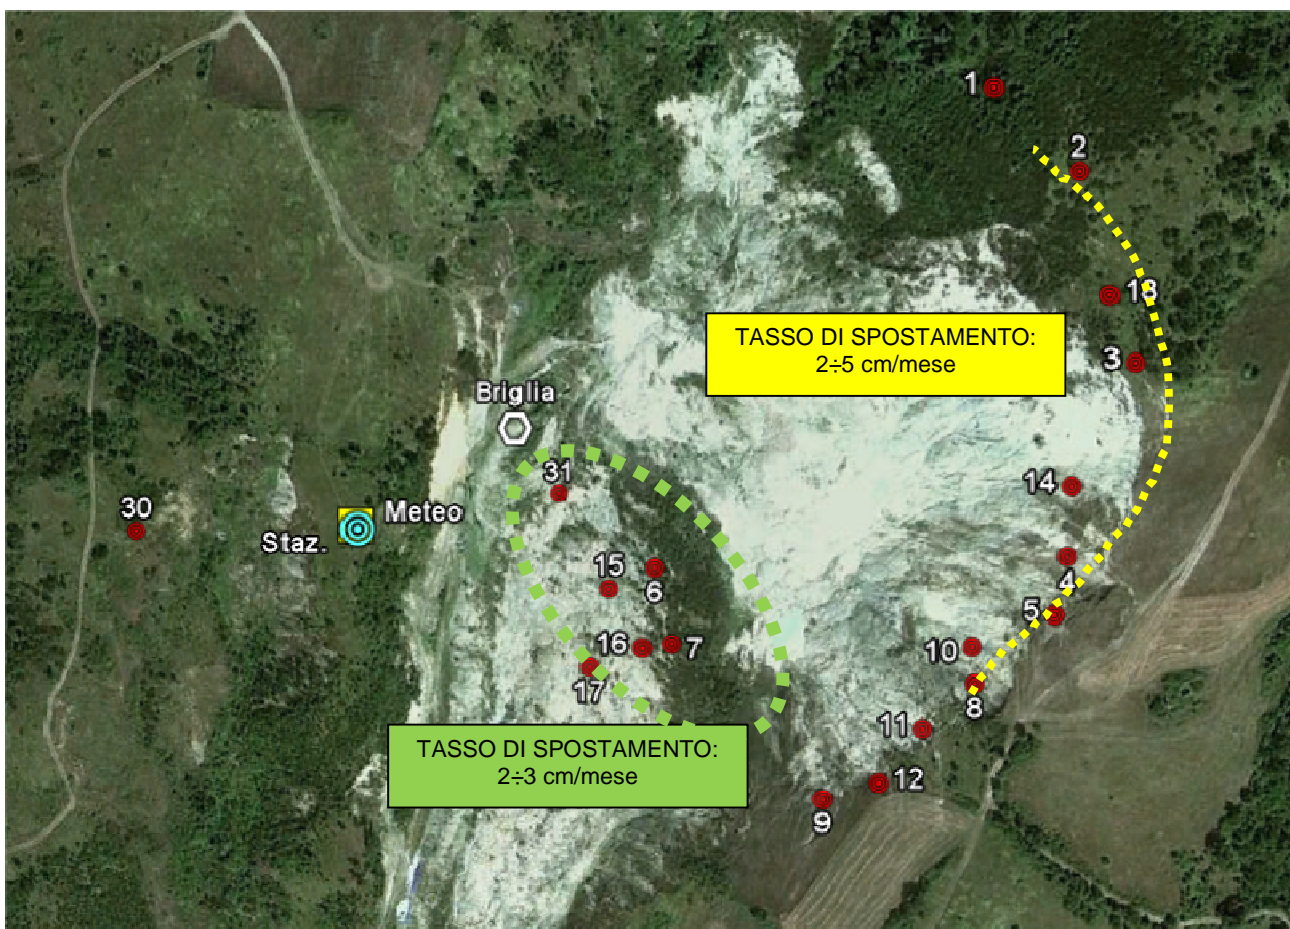 1
2
18
3
TASSO DI SPOSTAMENTO:
2÷5 cm/mese
Briglia
31
14
30
Meteo
Staz.
15
6
4
5
16
7
10
17
8
11
TASSO DI SPOSTAMENTO:
2÷3 cm/mese
12
9